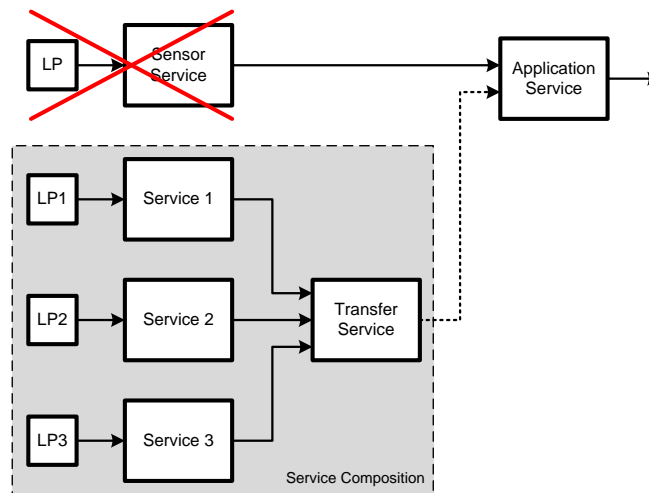 LP
Sensor
Service
Application
Service
LP1
Service 1
LP2
Service 2
Transfer
Service
LP3
Service 3
Service Composition